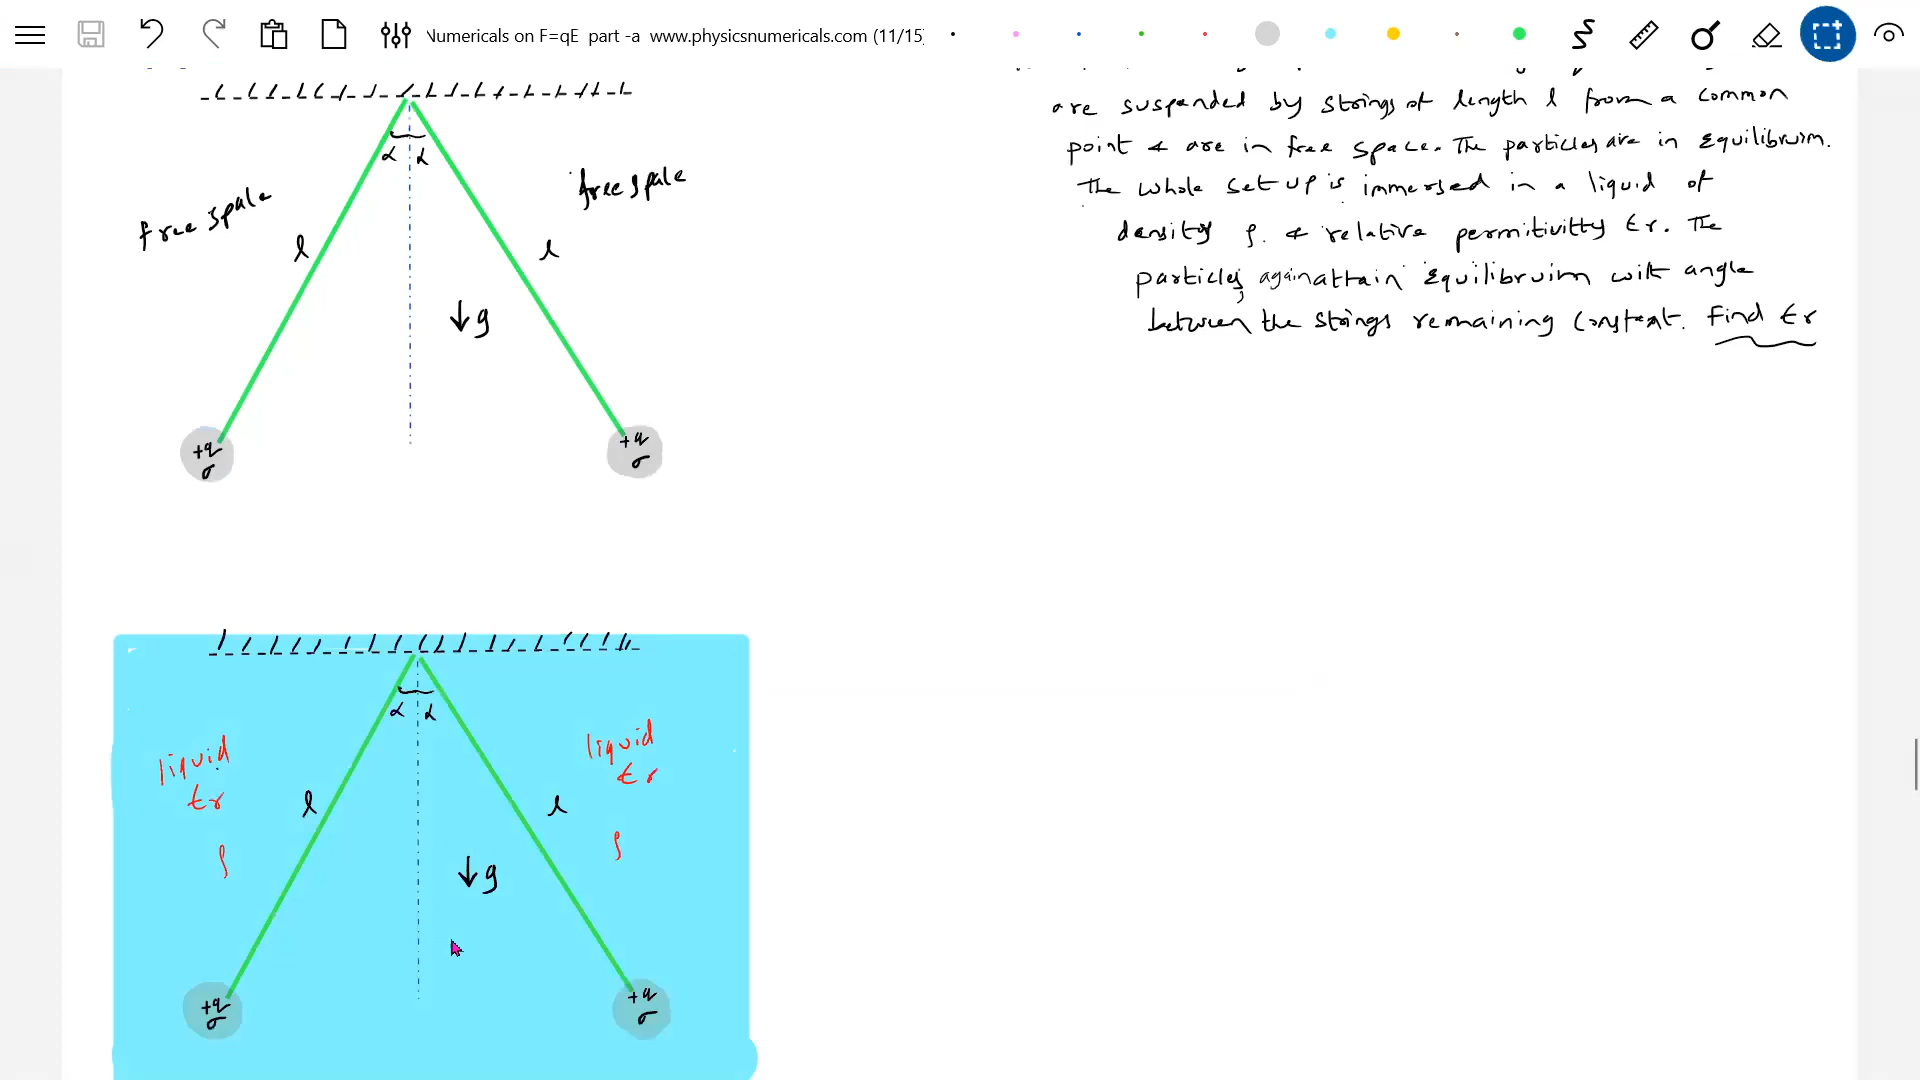 Numericals on F=qE part -a www.physicsnumericals.com (11/15)
are suspended by strings of length l from a common
point & are in free space. The particles are in Equilibruim.
The whole set up is immersed in a liquid of
density ρ. & relative permitivitty εr. The
particles, again attain Equilibruim with angle
between the strings remaining constant. Find εr
α α
free space
free space
l
l
↓g
+q
σ
+q
σ
α α
liquid
εr
ρ
liquid
εr
ρ
l
l
↓g
+q
σ
+q
σ